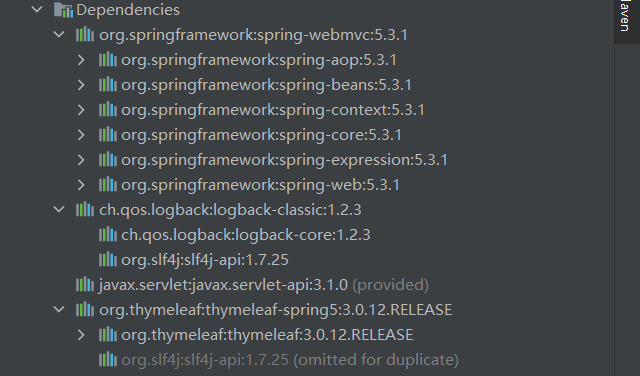 Dependencies
org.springframework:spring-webmvc:5.3.1
org.springframework:spring-aop:5.3.1
org.springframework:spring-beans:5.3.1
org.springframework:spring-context:5.3.1
org.springframework:spring-core:5.3.1
org.springframework:spring-expression:5.3.1
org.springframework:spring-web:5.3.1
ch.qos.logback:logback-classic:1.2.3
ch.qos.logback:logback-core:1.2.3
org.slf4j:slf4j-api:1.7.25
javax.servlet:javax.servlet-api:3.1.0 (provided)
org.thymeleaf:thymeleaf-spring5:3.0.12.RELEASE
org.thymeleaf:thymeleaf:3.0.12.RELEASE
org.slf4j:slf4j-api:1.7.25 (omitted for duplicate)
laven